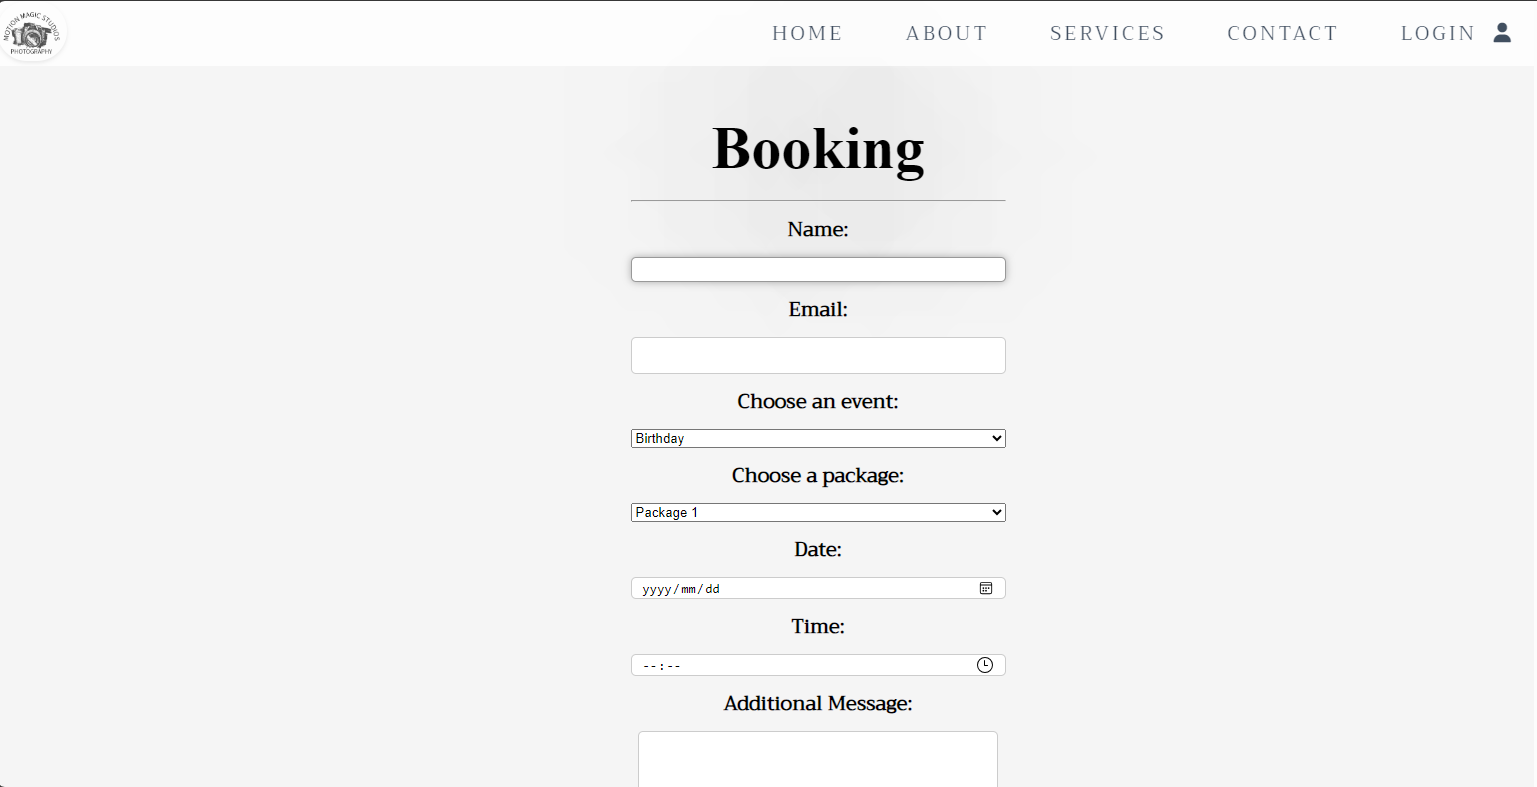 MOTION MAGIC STUDIOS
PHOTOGRAPHY
HOME ABOUT SERVICES CONTACT LOGIN
Booking
Name:
Email:
Choose an event:
Birthday
Choose a package:
Package 1
Date:
yyyy/mm/dd
Time:
--:--
Additional Message: